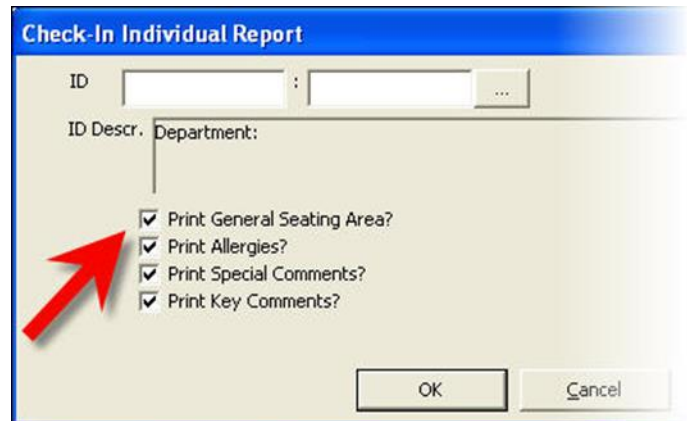 Check-In Individual Report
ID : ...
ID Descr. Department:
Print General Seating Area?
Print Allergies?
Print Special Comments?
Print Key Comments?
OK Cancel